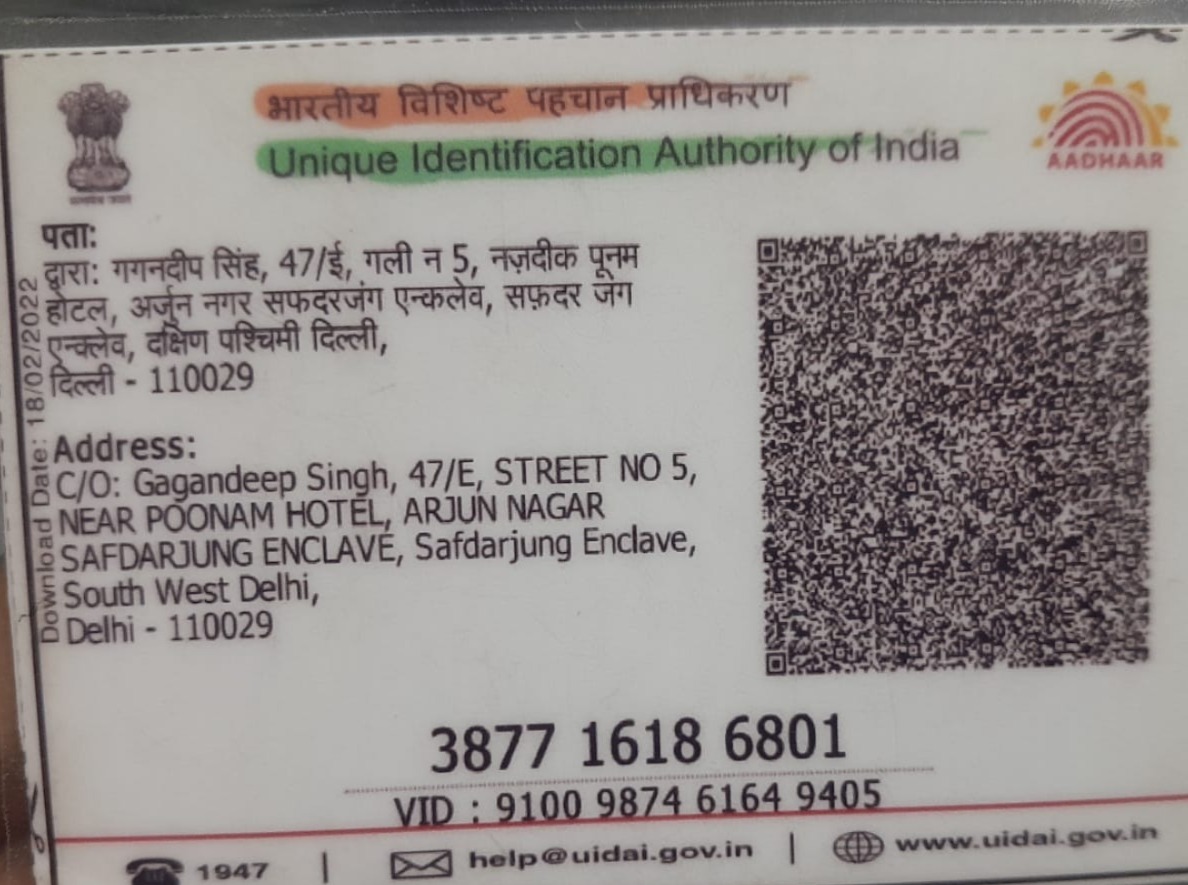 भारतीय विशिष्ट पहचान प्राधिकरण
Unique Identification Authority of India
AADHAAR
सत्यमेव जयते
पता:
द्वारा: गगनदीप सिंह, 47/ई, गली न 5, नज़दीक पूनम
होटल, अर्जुन नगर सफदरजंग एन्कलेव, सफ़दर जंग
एन्क्लेव, दक्षिण पश्चिमी दिल्ली,
दिल्ली - 110029
Download Date: 18/02/2022
Address:
C/O: Gagandeep Singh, 47/E, STREET NO 5,
NEAR POONAM HOTEL, ARJUN NAGAR
SAFDARJUNG ENCLAVE, Safdarjung Enclave,
South West Delhi,
Delhi - 110029
3877 1618 6801
VID : 9100 9874 6164 9405
1947 | help@uidai.gov.in | www.uidai.gov.in